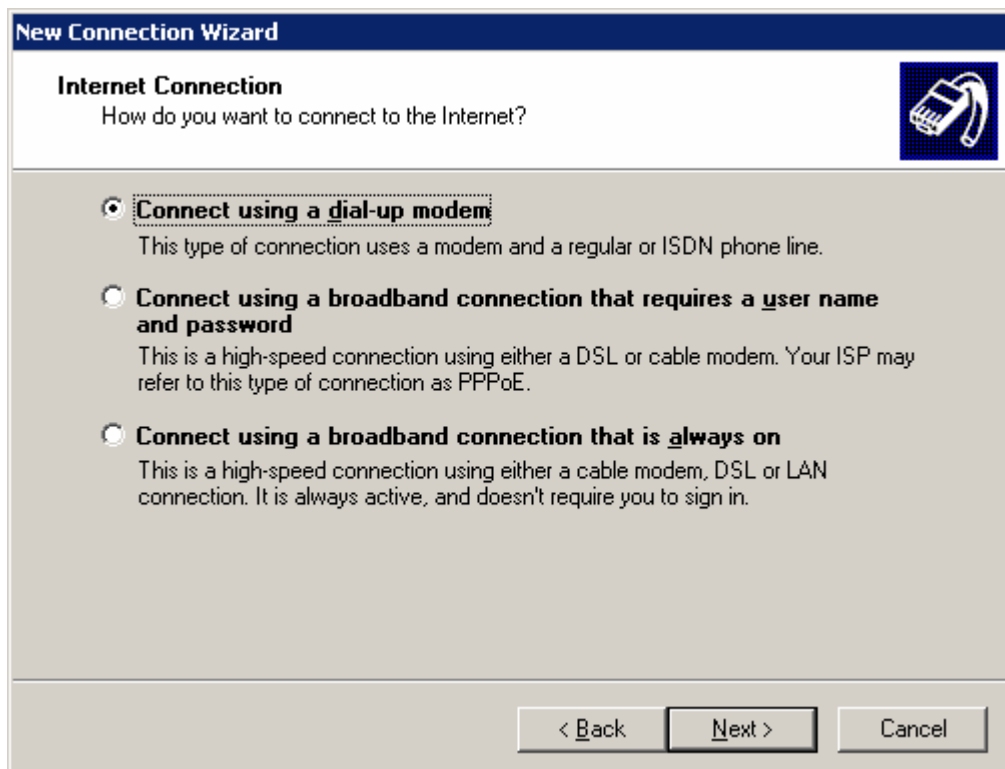 New Connection Wizard
Internet Connection
How do you want to connect to the Internet?
Connect using a dial-up modem
This type of connection uses a modem and a regular or ISDN phone line.
Connect using a broadband connection that requires a user name
and password
This is a high-speed connection using either a DSL or cable modem. Your ISP may
refer to this type of connection as PPPoE.
Connect using a broadband connection that is always on
This is a high-speed connection using either a cable modem, DSL or LAN
connection. It is always active, and doesn't require you to sign in.
< Back Next > Cancel